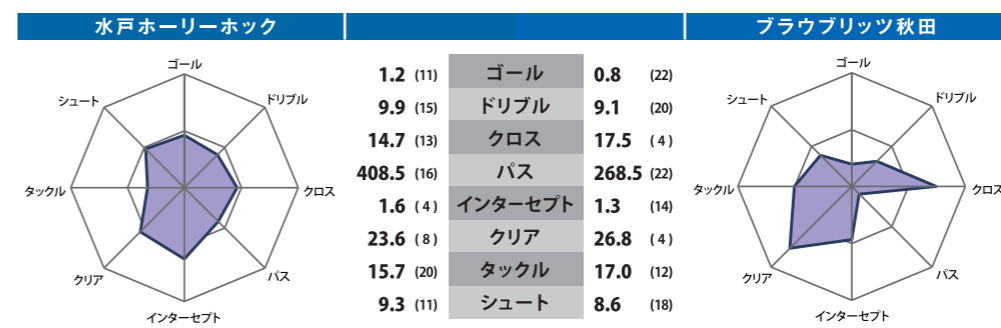 水戸ホーリーホック
ブラウブリッツ秋田
ゴール
ドリブル
クロス
パス
インターセプト
クリア
タックル
シュート
1.2 (11) ゴール 0.8 (22)
9.9 (15) ドリブル 9.1 (20)
14.7 (13) クロス 17.5 (4)
408.5 (16) パス 268.5 (22)
1.6 (4) インターセプト 1.3 (14)
23.6 (8) クリア 26.8 (4)
15.7 (20) タックル 17.0 (12)
9.3 (11) シュート 8.6 (18)
ゴール
ドリブル
クロス
パス
インターセプト
クリア
タックル
シュート